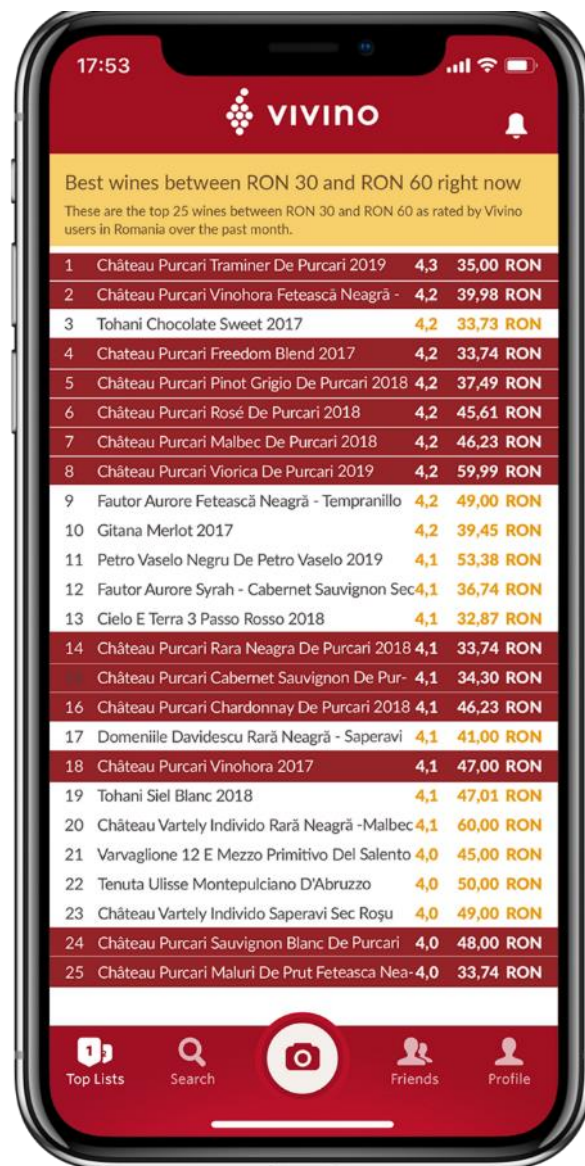 17:53
VIVINO
Best wines between RON 30 and RON 60 right now
These are the top 25 wines between RON 30 and RON 60 as rated by Vivino
users in Romania over the past month.
1 Château Purcari Traminer De Purcari 2019 4,3 35,00 RON
2 Château Purcari Vinohora Fetească Neagră - 4,2 39,98 RON
3 Tohani Chocolate Sweet 2017 4,2 33,73 RON
4 Chateau Purcari Freedom Blend 2017 4,2 33,74 RON
5 Château Purcari Pinot Grigio De Purcari 2018 4,2 37,49 RON
6 Château Purcari Rosé De Purcari 2018 4,2 45,61 RON
7 Château Purcari Malbec De Purcari 2018 4,2 46,23 RON
8 Château Purcari Viorica De Purcari 2019 4,2 59,99 RON
9 Fautor Aurore Fetească Neagră - Tempranillo 4,2 49,00 RON
10 Gitana Merlot 2017 4,2 39,45 RON
11 Petro Vaselo Negru De Petro Vaselo 2019 4,1 53,38 RON
12 Fautor Aurore Syrah - Cabernet Sauvignon Sec 4,1 36,74 RON
13 Cielo E Terra 3 Passo Rosso 2018 4,1 32,87 RON
14 Château Purcari Rara Neagra De Purcari 2018 4,1 33,74 RON
15 Château Purcari Cabernet Sauvignon De Pur- 4,1 34,30 RON
16 Château Purcari Chardonnay De Purcari 2018 4,1 46,23 RON
17 Domeniile Davidescu Rară Neagră - Saperavi 4,1 41,00 RON
18 Château Purcari Vinohora 2017 4,1 47,00 RON
19 Tohani Siel Blanc 2018 4,1 47,01 RON
20 Château Vartely Individo Rară Neagră -Malbec 4,1 60,00 RON
21 Varvaglione 12 E Mezzo Primitivo Del Salento 4,0 45,00 RON
22 Tenuta Ulisse Montepulciano D'Abruzzo 4,0 50,00 RON
23 Château Vartely Individo Saperavi Sec Roşu 4,0 49,00 RON
24 Château Purcari Sauvignon Blanc De Purcari 4,0 48,00 RON
25 Château Purcari Maluri De Prut Feteasca Nea- 4,0 33,74 RON
1
Top Lists Search Friends Profile